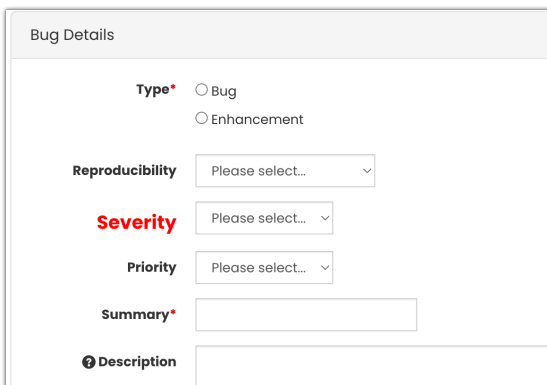 Bug Details
Type*
Bug
Enhancement
Reproducibility
Please select...
Severity
Please select...
Priority
Please select...
Summary*
Description